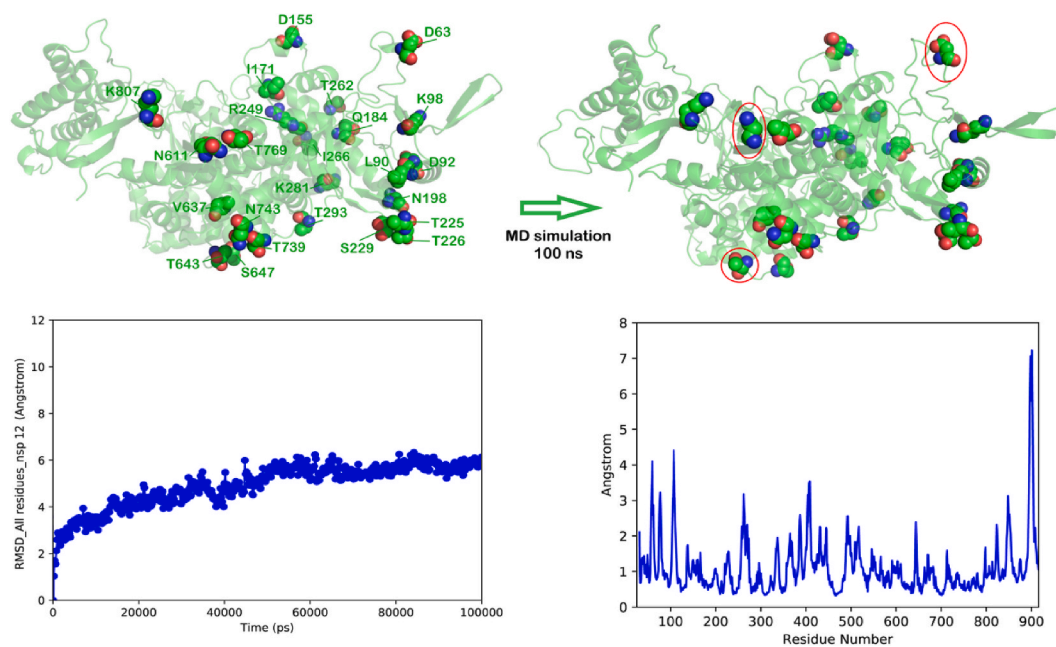 D155
D63
I171
T262
K807
R249
Q184
K98
N611
T769
I266
L90
D92
K281
N198
V637
N743
T293
T225
S229
T226
T739
T643
S647
MD simulation
100 ns
12
10
8
6
4
2
0
RMSD_All residues_nsp 12 (Angstrom)
0
20000
40000
60000
80000
100000
Time (ps)
8
7
6
5
4
3
2
1
0
Angstrom
100
200
300
400
500
600
700
800
900
Residue Number